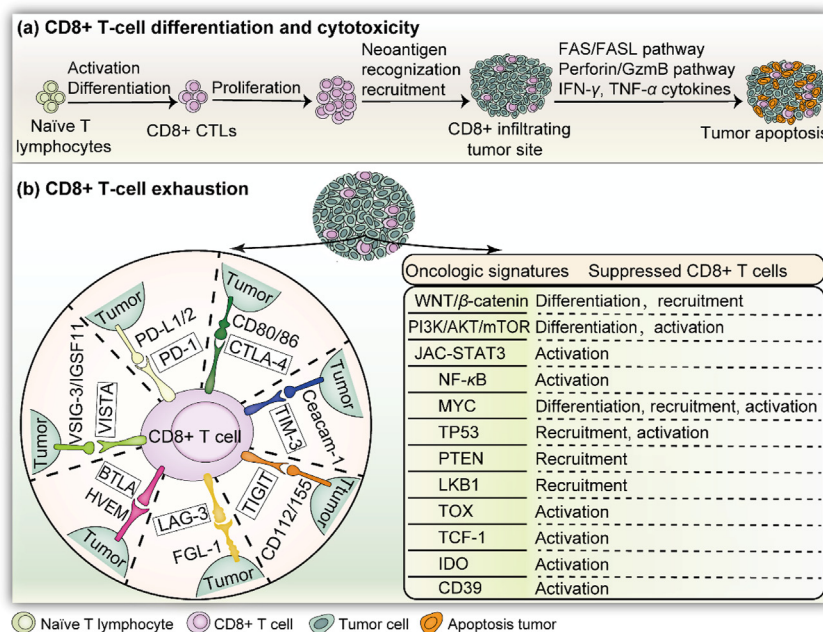 (a) CD8+ T-cell differentiation and cytotoxicity
Activation
Differentiation
Proliferation
Neoantigen
recognization
recruitment
FAS/FASL pathway
Perforin/GzmB pathway
IFN-γ, TNF-α cytokines
Naïve T
lymphocytes
CD8+ CTLs
CD8+ infiltrating
tumor site
Tumor apoptosis
(b) CD8+ T-cell exhaustion
Tumor
PD-L1/2
PD-1
Tumor
CD80/86
CTLA-4
Tumor
Ceacam-1
TIM-3
Ttumor
CD112/155
TIGIT
Tumor
FGL-1
LAG-3
Tumor
HVEM
BTLA
Tumor
VSIG-3/IGSF11
VISTA
CD8+ T cell
Oncologic signatures Suppressed CD8+ T cells
WNT/β-catenin Differentiation, recruitment
PI3K/AKT/mTOR Differentiation, activation
JAC-STAT3 Activation
NF-κB Activation
MYC Differentiation, recruitment, activation
TP53 Recruitment, activation
PTEN Recruitment
LKB1 Recruitment
TOX Activation
TCF-1 Activation
IDO Activation
CD39 Activation
Naïve T lymphocyte CD8+ T cell Tumor cell Apoptosis tumor